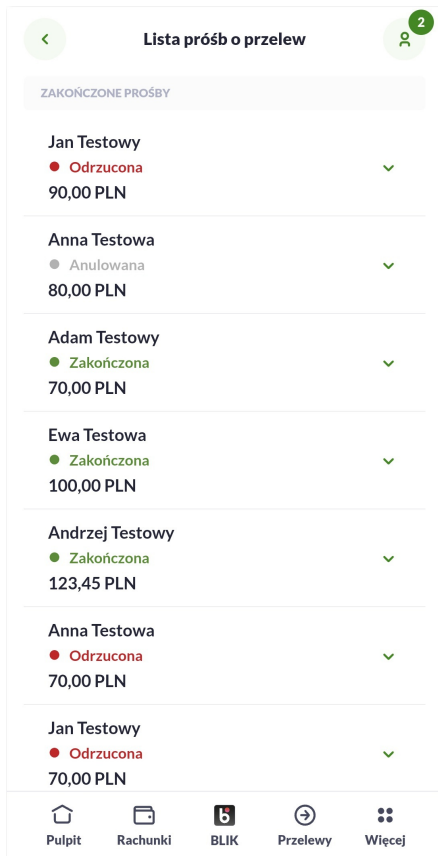 2
Lista próśb o przelew
ZAKOŃCZONE PROŚBY
Jan Testowy
Odrzucona
90,00 PLN
Anna Testowa
Anulowana
80,00 PLN
Adam Testowy
Zakończona
70,00 PLN
Ewa Testowa
Zakończona
100,00 PLN
Andrzej Testowy
Zakończona
123,45 PLN
Anna Testowa
Odrzucona
70,00 PLN
Jan Testowy
Odrzucona
70,00 PLN
Pulpit Rachunki BLIK Przelewy Więcej